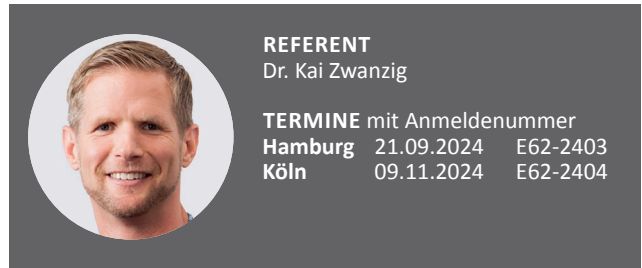 REFERENT
Dr. Kai Zwanzig
TERMINE mit Anmeldenummer
Hamburg 21.09.2024 E62-2403
Köln 09.11.2024 E62-2404